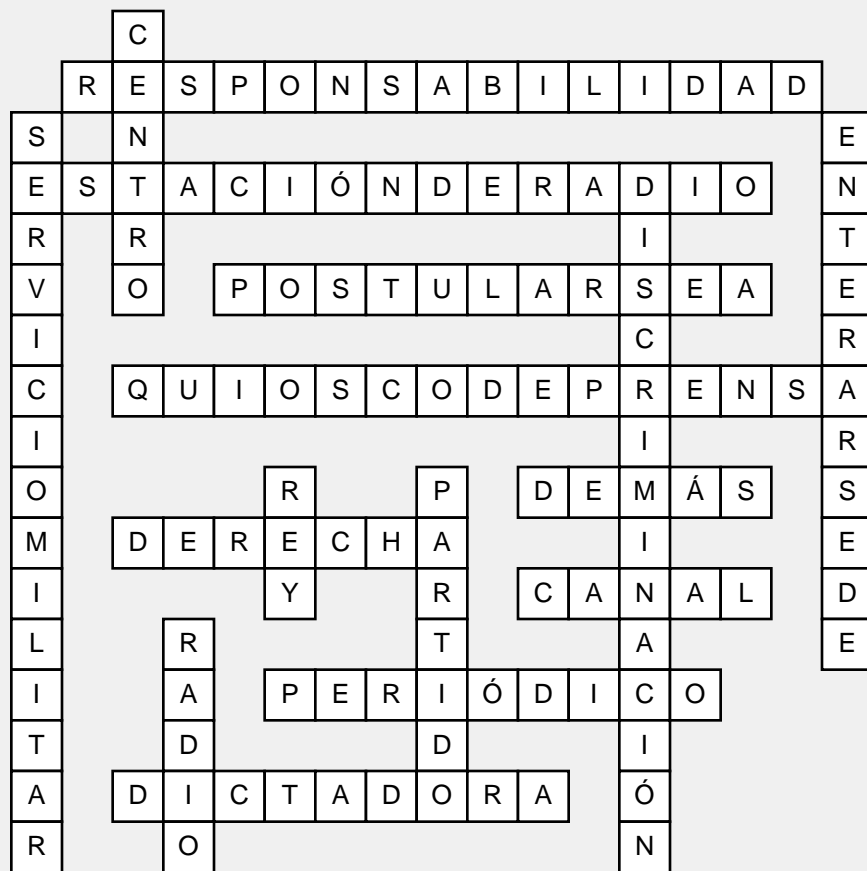 CENTRO
RESPONSABILIDAD
SERVICIOMILITAR
ENTERARSEDE
ESTACIÓNDERADIO
DISCRIMINACIÓN
POSTULARSEA
QUIOSCODEPRENSA
REY
PARTIDO
DEMÁS
DERECHA
CANAL
RADIO
PERIÓDICO
DICTADORA